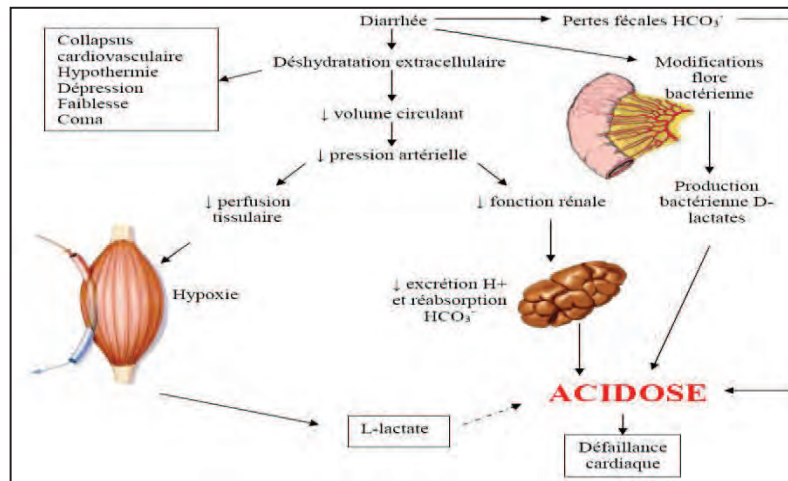 Diarrhée
Pertes fécales HCO₃⁻
Collapsus
cardiovasculaire
Hypothermie
Dépression
Faiblesse
Coma
Déshydratation extracellulaire
Modifications
flore
bactérienne
↓ volume circulant
↓ pression artérielle
↓ perfusion
tissulaire
↓ fonction rénale
Production
bactérienne D-
lactates
Hypoxie
↓ excrétion H+
et réabsorption
HCO₃⁻
ACIDOSE
L-lactate
Défaillance
cardiaque